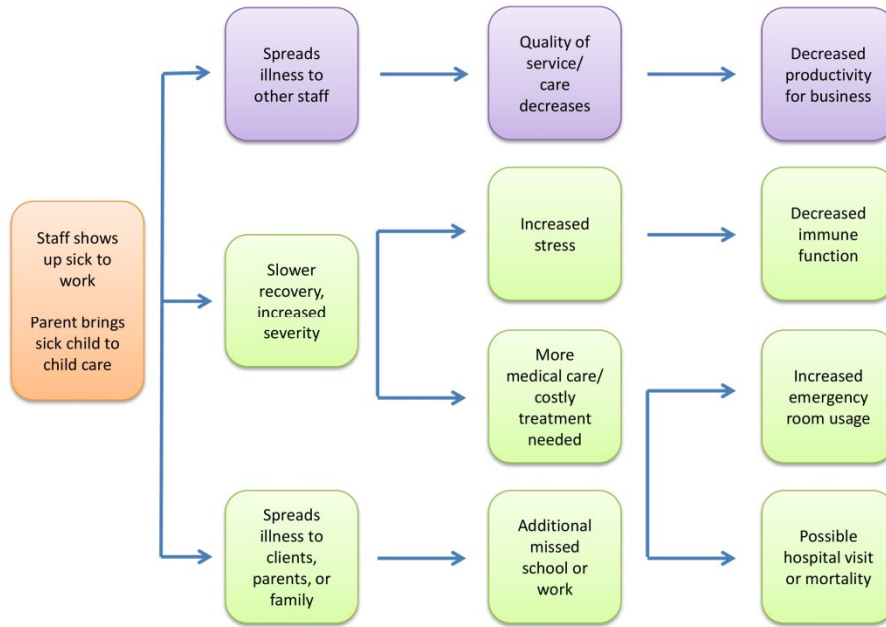 Spreads
illness to
other staff
Quality of
service/
care
decreases
Decreased
productivity
for business
Staff shows
up sick to
work
Parent brings
sick child to
child care
Slower
recovery,
increased
severity
Increased
stress
Decreased
immune
function
More
medical care/
costly
treatment
needed
Increased
emergency
room usage
Spreads
illness to
clients,
parents, or
family
Additional
missed
school or
work
Possible
hospital visit
or mortality